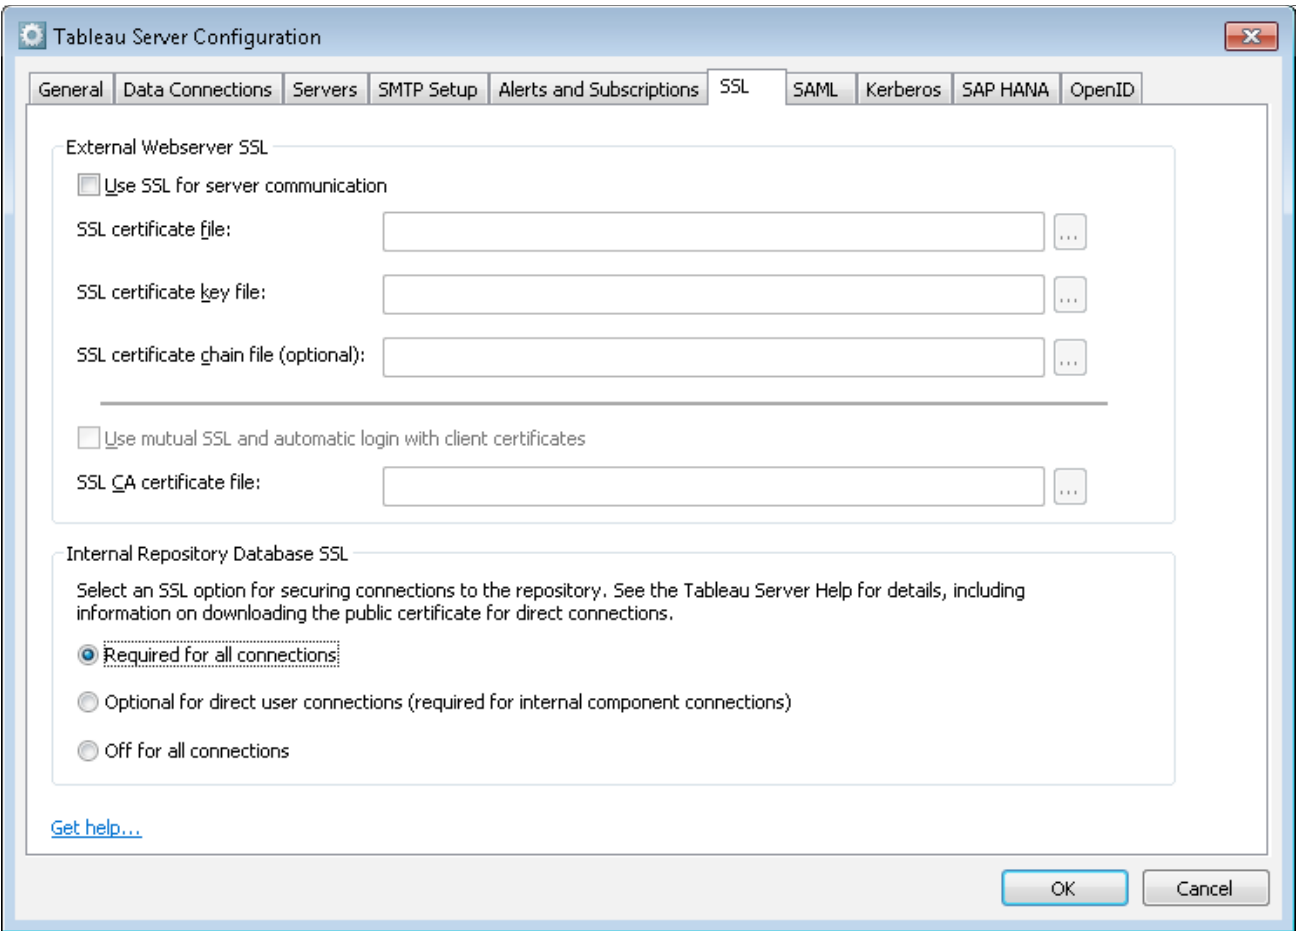 Tableau Server Configuration
General Data Connections Servers SMTP Setup Alerts and Subscriptions SSL SAML Kerberos SAP HANA OpenID
External Webserver SSL
Use SSL for server communication
SSL certificate file:
...
SSL certificate key file:
...
SSL certificate chain file (optional):
...
Use mutual SSL and automatic login with client certificates
SSL CA certificate file:
...
Internal Repository Database SSL
Select an SSL option for securing connections to the repository. See the Tableau Server Help for details, including
information on downloading the public certificate for direct connections.
Required for all connections
Optional for direct user connections (required for internal component connections)
Off for all connections
Get help...
OK Cancel